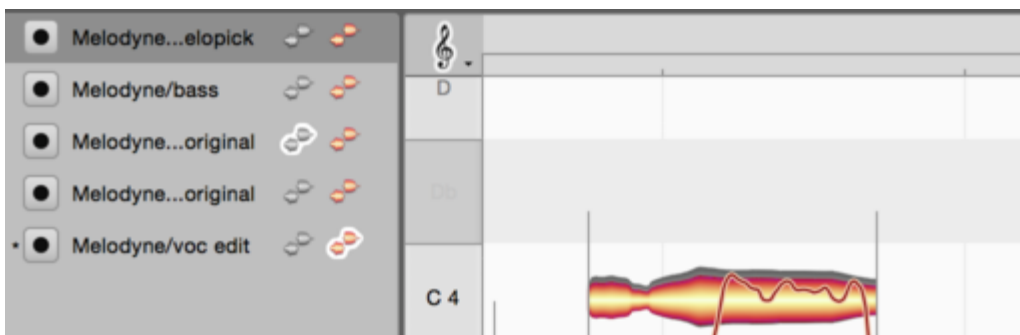 Melodyne...elopick
Melodyne/bass
Melodyne...original
Melodyne...original
Melodyne/voc edit
D
Db
C 4